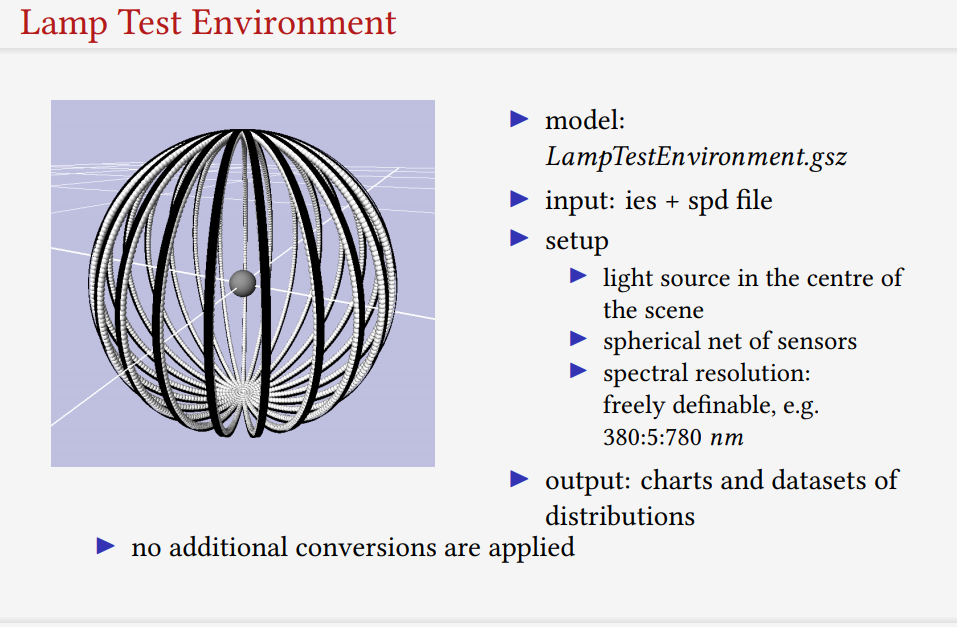 Lamp Test Environment
▶ model:
LampTestEnvironment.gsz
▶ input: ies + spd file
▶ setup
▶ light source in the centre of
the scene
▶ spherical net of sensors
▶ spectral resolution:
freely definable, e.g.
380:5:780 nm
▶ output: charts and datasets of
distributions
▶ no additional conversions are applied